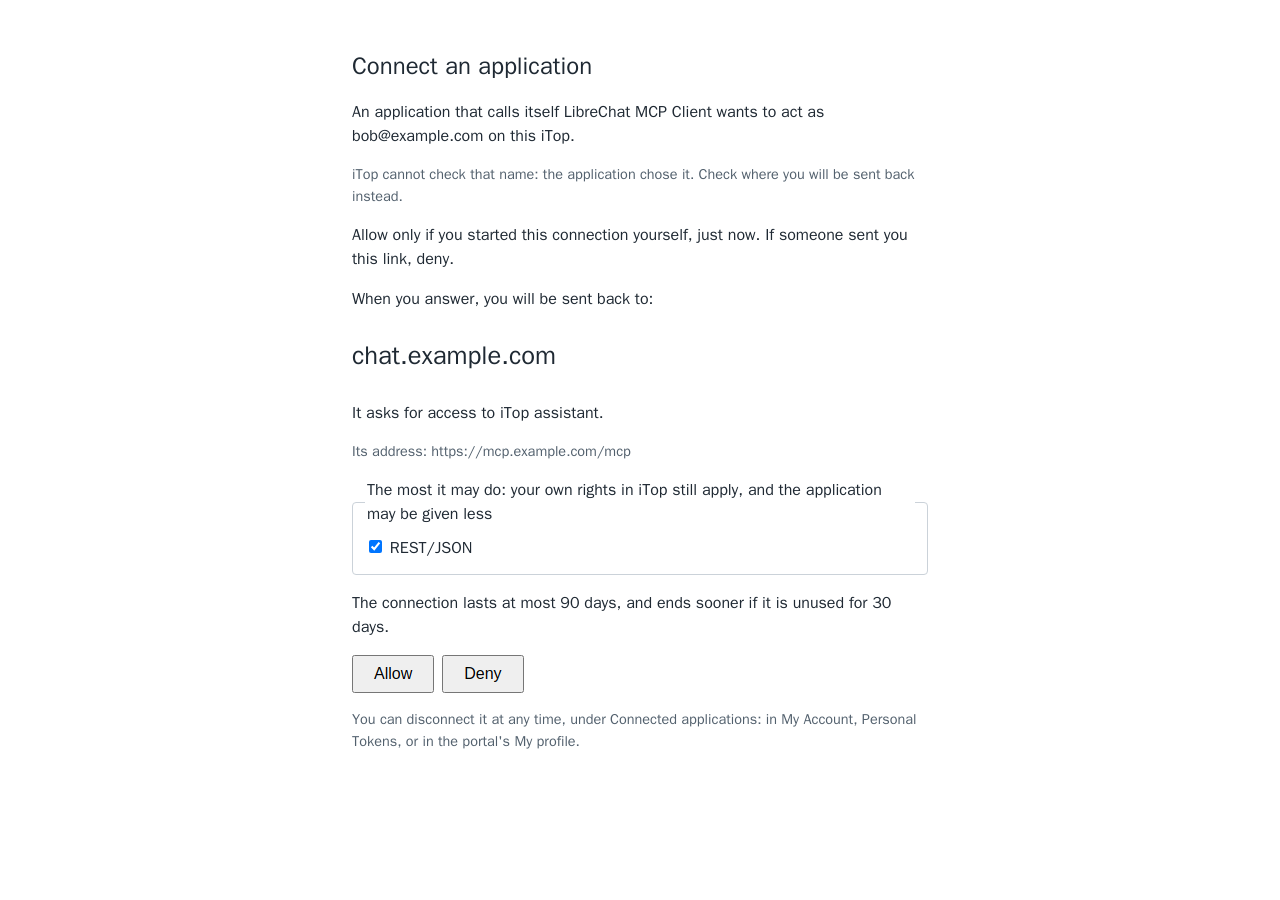 Connect an application
An application that calls itself LibreChat MCP Client wants to act as
bob@example.com on this iTop.
iTop cannot check that name: the application chose it. Check where you will be sent back
instead.
Allow only if you started this connection yourself, just now. If someone sent you
this link, deny.
When you answer, you will be sent back to:
chat.example.com
It asks for access to iTop assistant.
Its address: https://mcp.example.com/mcp
The most it may do: your own rights in iTop still apply, and the application
may be given less
REST/JSON
The connection lasts at most 90 days, and ends sooner if it is unused for 30
days.
Allow Deny
You can disconnect it at any time, under Connected applications: in My Account, Personal
Tokens, or in the portal's My profile.